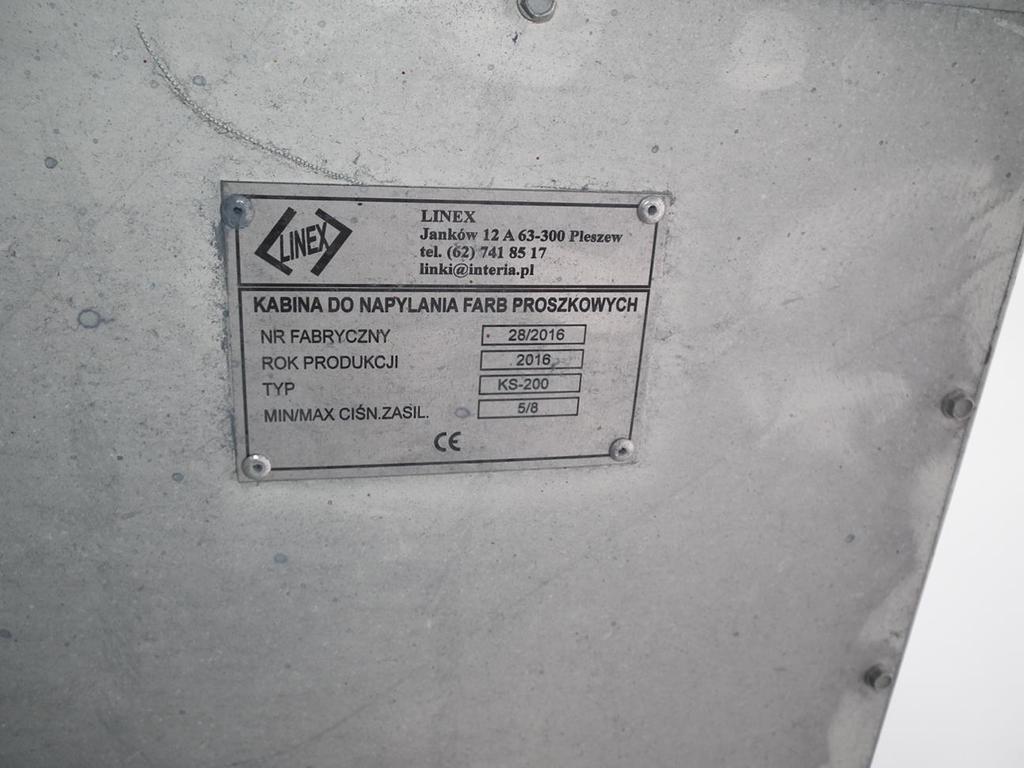 LINEX
LINEX
Janków 12 A 63-300 Pleszew
tel. (62) 741 85 17
linki@interia.pl
KABINA DO NAPYLANIA FARB PROSZKOWYCH
NR FABRYCZNY 28/2016
ROK PRODUKCJI 2016
TYP KS-200
MIN/MAX CIŚN.ZASIL. 5/8
CE